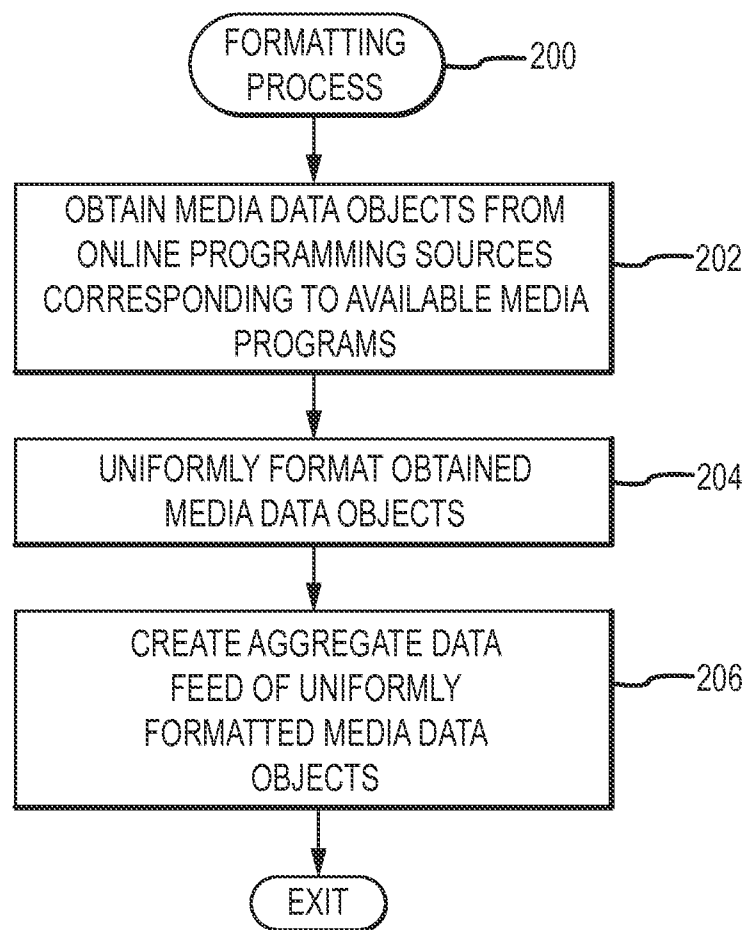 FORMATTING
PROCESS
200
OBTAIN MEDIA DATA OBJECTS FROM
ONLINE PROGRAMMING SOURCES
CORRESPONDING TO AVAILABLE MEDIA
PROGRAMS
202
UNIFORMLY FORMAT OBTAINED
MEDIA DATA OBJECTS
204
CREATE AGGREGATE DATA
FEED OF UNIFORMLY
FORMATTED MEDIA DATA
OBJECTS
206
EXIT